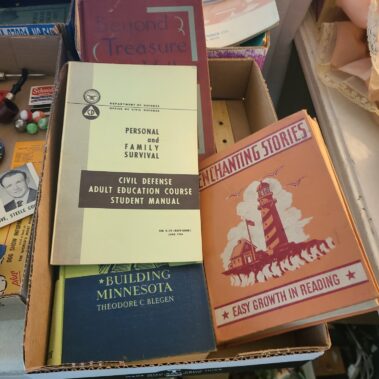 Beyond
Treasure
DEPARTMENT OF DEFENSE
OFFICE OF CIVIL DEFENSE
PERSONAL
and
FAMILY
SURVIVAL
CIVIL DEFENSE
ADULT EDUCATION COURSE
STUDENT MANUAL
ENCHANTING STORIES
★ EASY GROWTH IN READING ★
BUILDING
★MINNESOTA
THEODORE C. BLEGEN